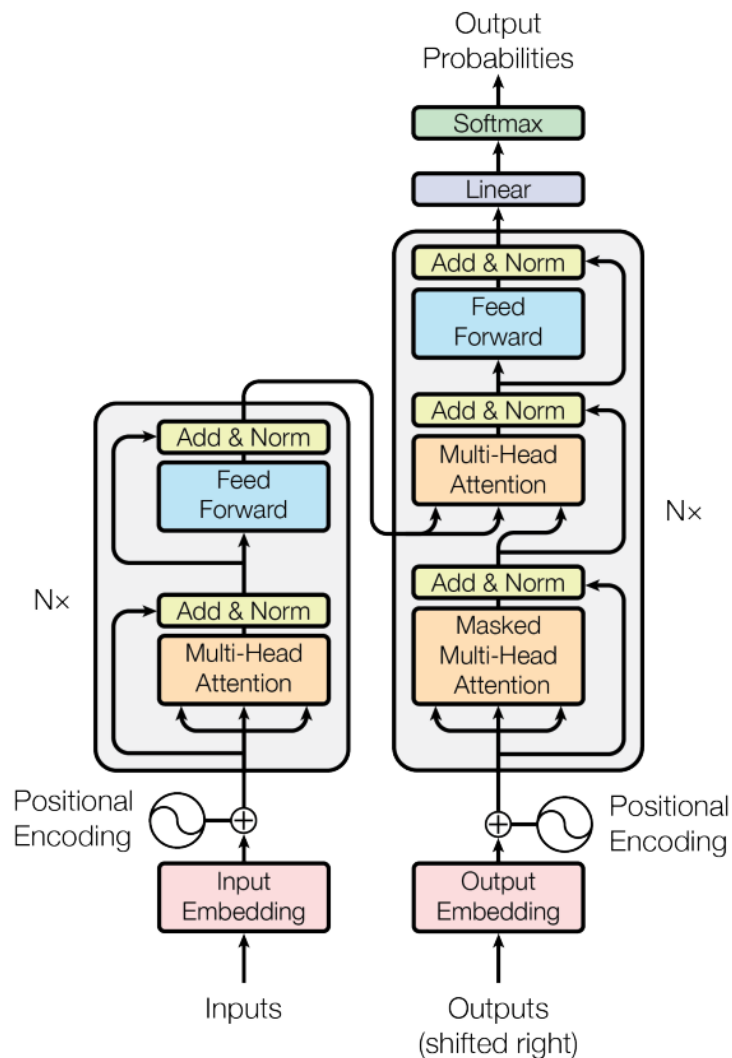 Output
Probabilities
Softmax
Linear
Add & Norm
Feed
Forward
Add & Norm
Multi-Head
Attention
Add & Norm
Masked
Multi-Head
Attention
N×
Add & Norm
Feed
Forward
Add & Norm
Multi-Head
Attention
N×
Positional
Encoding
Positional
Encoding
Input
Embedding
Output
Embedding
Inputs
Outputs
(shifted right)